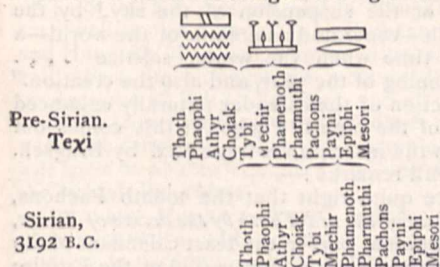 Pre-Sirian.
Texi
Thoth
Phaophi
Athyr
Choiak
Tybi
Mechir
Phamenoth
Pharmuthi
Pachons
Payni
Epiphi
Mesori
Sirian,
3192 B.C.
Thoth
Phaophi
Athyr
Choiak
Tybi
Mechir
Phamenoth
Pharmuthi
Pachons
Payni
Epiphi
Mesori